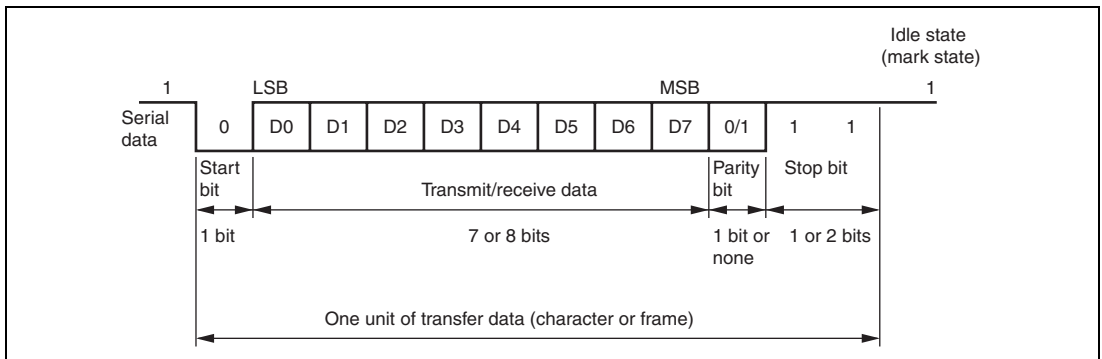 Idle state
(mark state)
1 LSB MSB 1
Serial
data
0 D0 D1 D2 D3 D4 D5 D6 D7 0/1 1 1
Start
bit
Transmit/receive data
Parity
bit
Stop bit
1 bit
7 or 8 bits
1 bit or
none
1 or 2 bits
One unit of transfer data (character or frame)